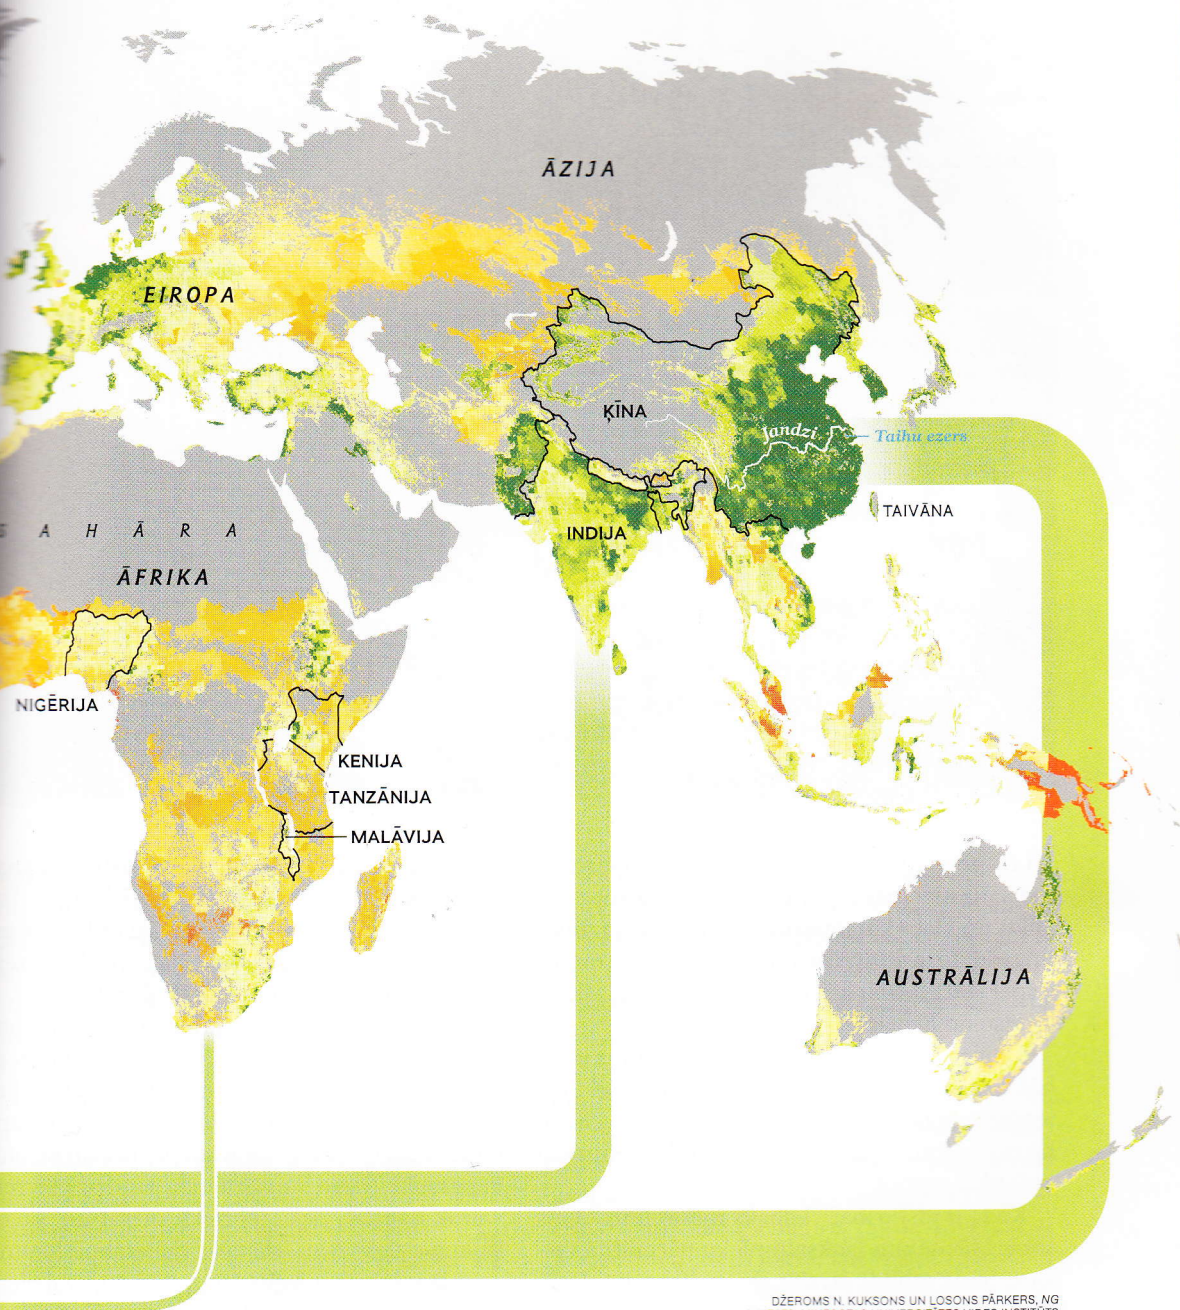 ĀZIJA
EIROPA
ĶĪNA
Jandzi
Taihu ezers
TAIVĀNA
INDIJA
SAHĀRA
ĀFRIKA
NIGĒRIJA
KENIJA
TANZĀNIJA
MALĀVIJA
AUSTRĀLIJA
DŽEROMS N. KUKSONS UN LOSONS PĀRKERS, NG